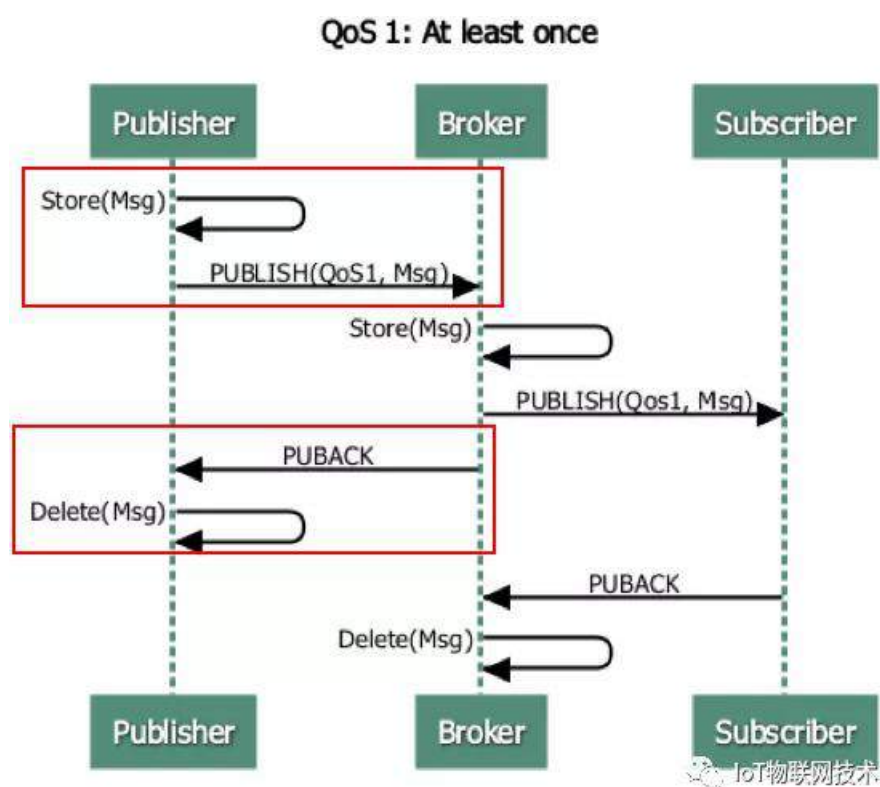 QoS 1: At least once
Publisher
Broker
Subscriber
Store(Msg)
PUBLISH(QoS1, Msg)
Store(Msg)
PUBLISH(Qos1, Msg)
PUBACK
Delete(Msg)
PUBACK
Delete(Msg)
Publisher
Broker
Subscriber
IoT物联网技术